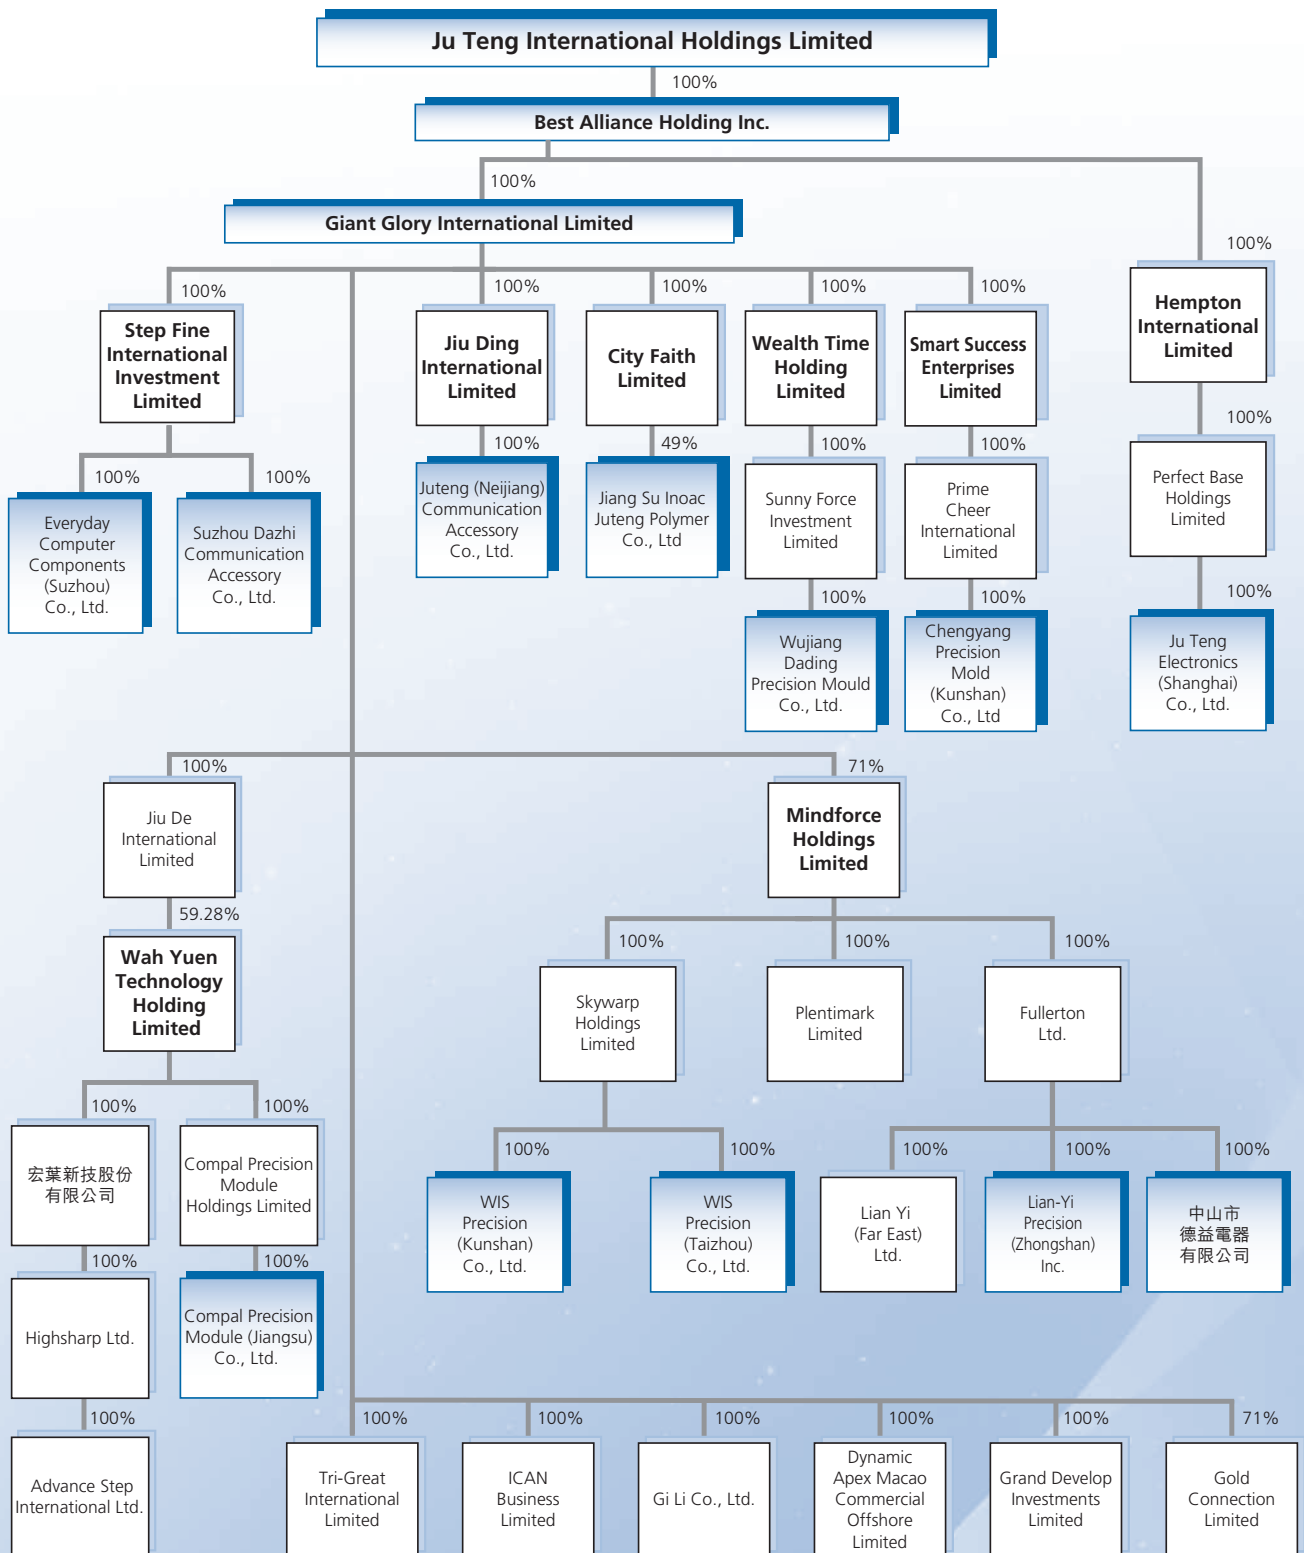 Ju Teng International Holdings Limited
100%
Best Alliance Holding Inc.
100%
Giant Glory International Limited
100%
Hempton
International
Limited
100%
Perfect Base
Holdings
Limited
100%
Ju Teng
Electronics
(Shanghai)
Co., Ltd.
100%
Step Fine
International
Investment
Limited
100%
Everyday
Computer
Components
(Suzhou)
Co., Ltd.
100%
Suzhou Dazhi
Communication
Accessory
Co., Ltd.
100%
Jiu Ding
International
Limited
100%
Juteng (Neijiang)
Communication
Accessory
Co., Ltd.
100%
City Faith
Limited
49%
Jiang Su Inoac
Juteng Polymer
Co., Ltd
100%
Wealth Time
Holding
Limited
100%
Sunny Force
Investment
Limited
100%
Wujiang
Dading
Precision Mould
Co., Ltd.
100%
Smart Success
Enterprises
Limited
100%
Prime
Cheer
International
Limited
100%
Chengyang
Precision
Mold
(Kunshan)
Co., Ltd
100%
Jiu De
International
Limited
59.28%
Wah Yuen
Technology
Holding
Limited
100%
宏葉新技股份
有限公司
100%
Highsharp Ltd.
100%
Advance Step
International Ltd.
100%
Compal Precision
Module
Holdings Limited
100%
Compal Precision
Module (Jiangsu)
Co., Ltd.
71%
Mindforce
Holdings
Limited
100%
Skywarp
Holdings
Limited
100%
Plentimark
Limited
100%
Fullerton
Ltd.
100%
WIS
Precision
(Kunshan)
Co., Ltd.
100%
WIS
Precision
(Taizhou)
Co., Ltd.
100%
Lian Yi
(Far East)
Ltd.
100%
Lian-Yi
Precision
(Zhongshan)
Inc.
100%
中山市
德益電器
有限公司
100%
Tri-Great
International
Limited
100%
ICAN
Business
Limited
100%
Gi Li Co., Ltd.
100%
Dynamic
Apex Macao
Commercial
Offshore
Limited
100%
Grand Develop
Investments
Limited
71%
Gold
Connection
Limited